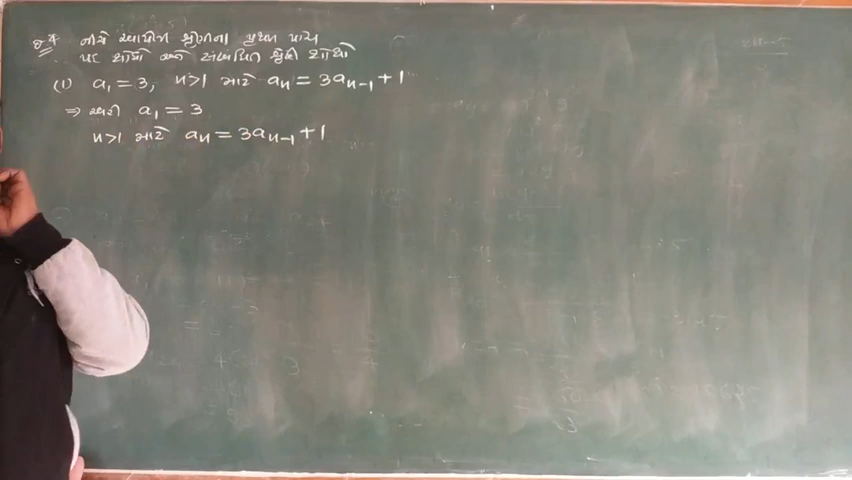 દા.ક્ર નીચે આપેલ શ્રેણીના પ્રથમ પાંચ
પદ શોધો અને સંબંધિત શ્રેઢી શોધો
(1) a₁ = 3, n>1 માટે aₙ = 3aₙ₋₁ + 1
⇒ અહીં a₁ = 3
n>1 માટે aₙ = 3aₙ₋₁ + 1